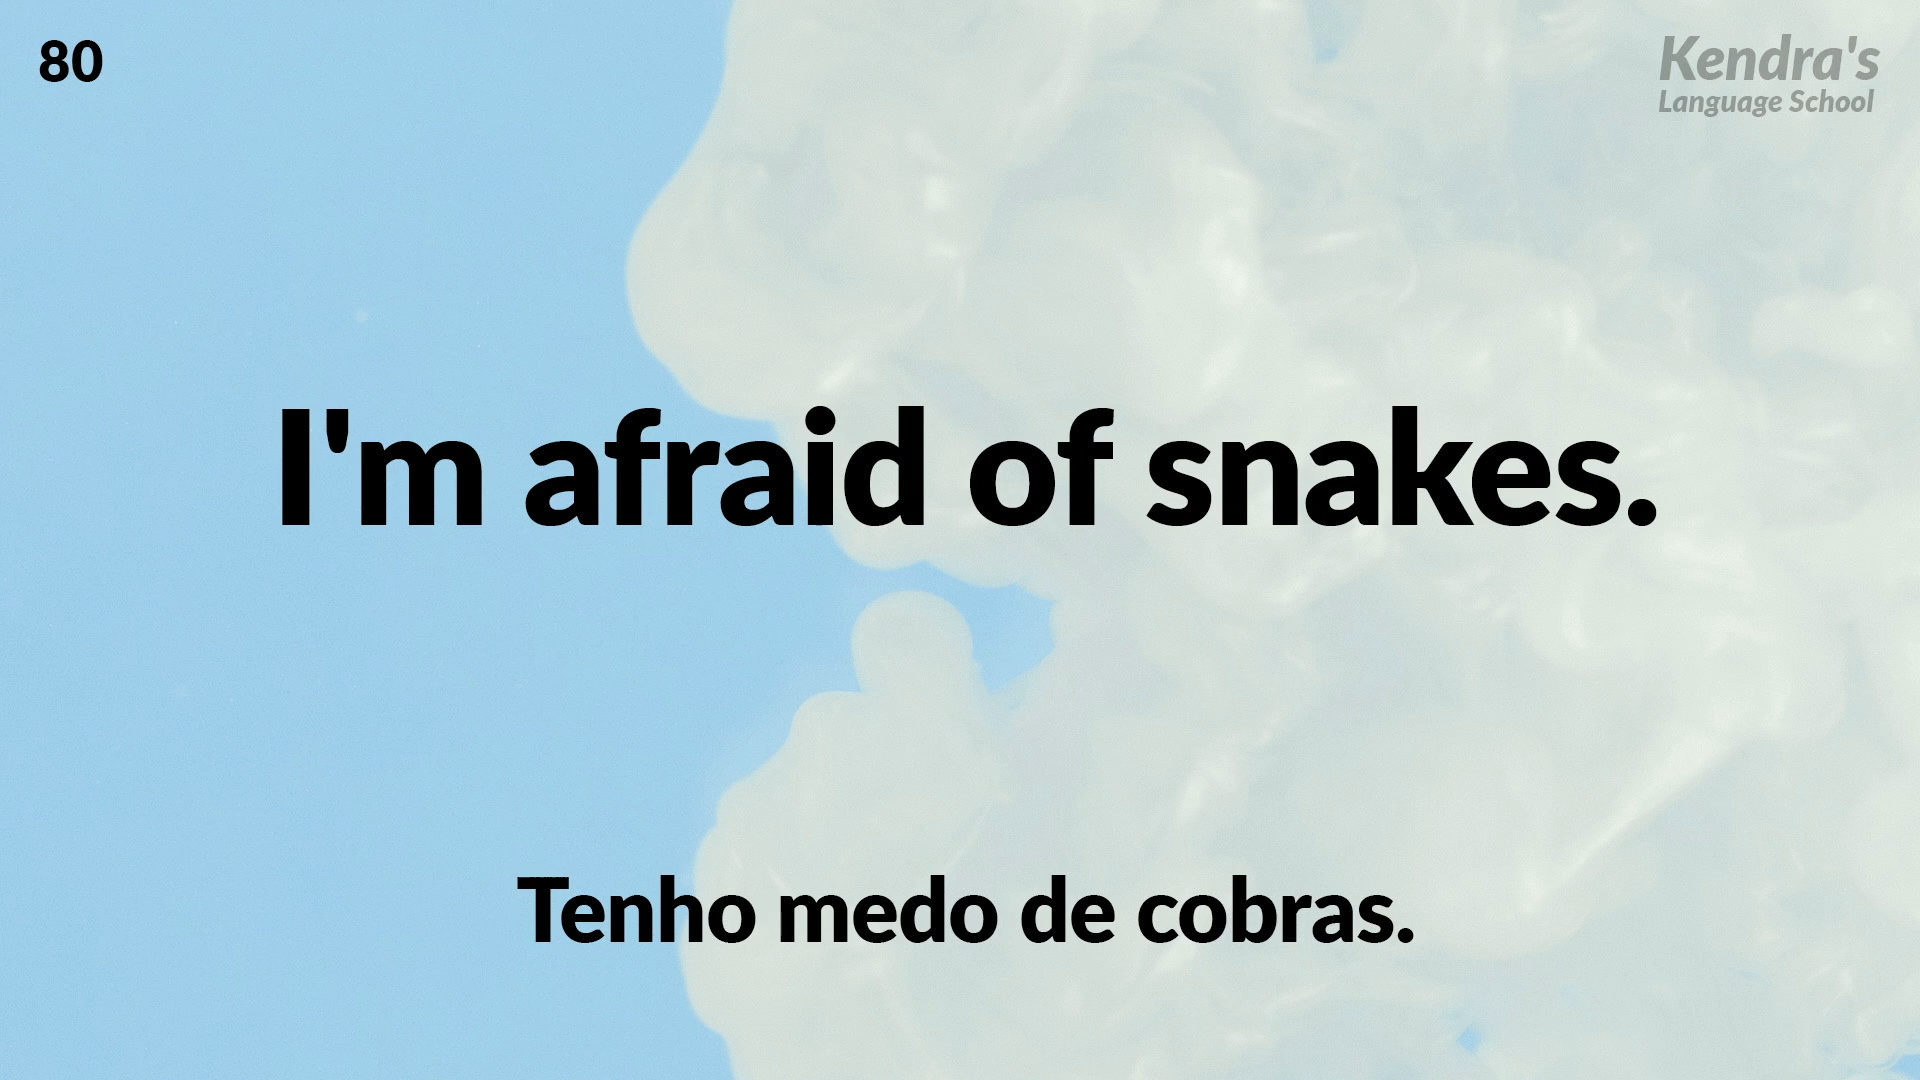 80
Kendra's
Language School
I'm afraid of snakes.
Tenho medo de cobras.